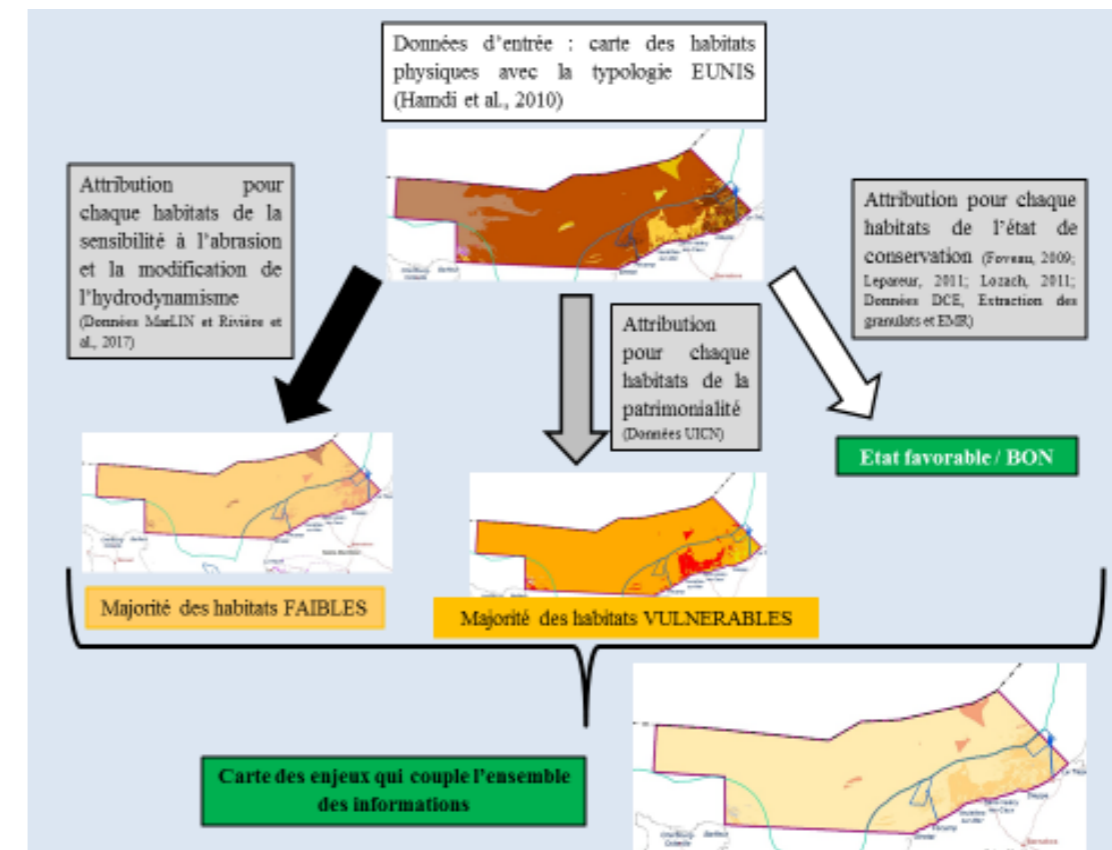 Données d'entrée : carte des habitats
physiques avec la typologie EUNIS
(Hamdi et al., 2010)
Attribution pour
chaque habitats de la
sensibilité à l'abrasion
et la modification de
l'hydrodynamisme
(Données MarLIN et Rivière et
al., 2017)
Attribution
pour chaque
habitats de la
patrimonialité
(Données UICN)
Attribution pour chaque
habitats de l'état de
conservation (Foveau, 2009;
Lepareur, 2011; Lozach, 2011;
Données DCE, Extraction des
granulats et EMR)
Etat favorable / BON
Majorité des habitats FAIBLES
Majorité des habitats VULNERABLES
Carte des enjeux qui couple l'ensemble
des informations